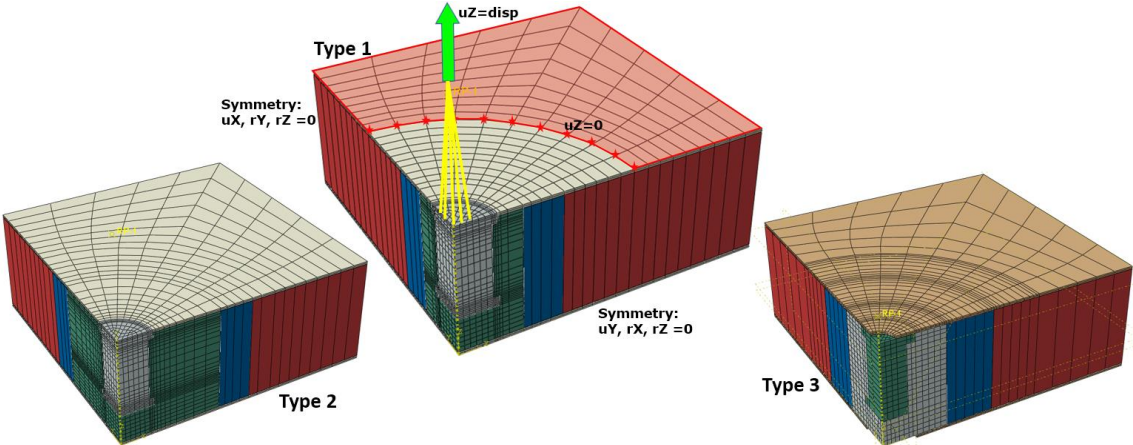 uZ=disp
Type 1
Symmetry:
uX, rY, rZ =0
uZ=0
Symmetry:
uY, rX, rZ =0
Type 2
Type 3